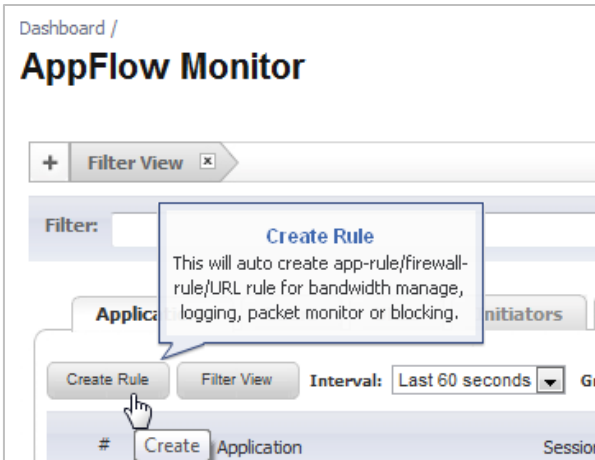 Dashboard /
AppFlow Monitor
+ Filter View x
Filter:
Create Rule
This will auto create app-rule/firewall-
rule/URL rule for bandwidth manage,
logging, packet monitor or blocking.
Create Rule Filter View Interval: Last 60 seconds
# Create Application